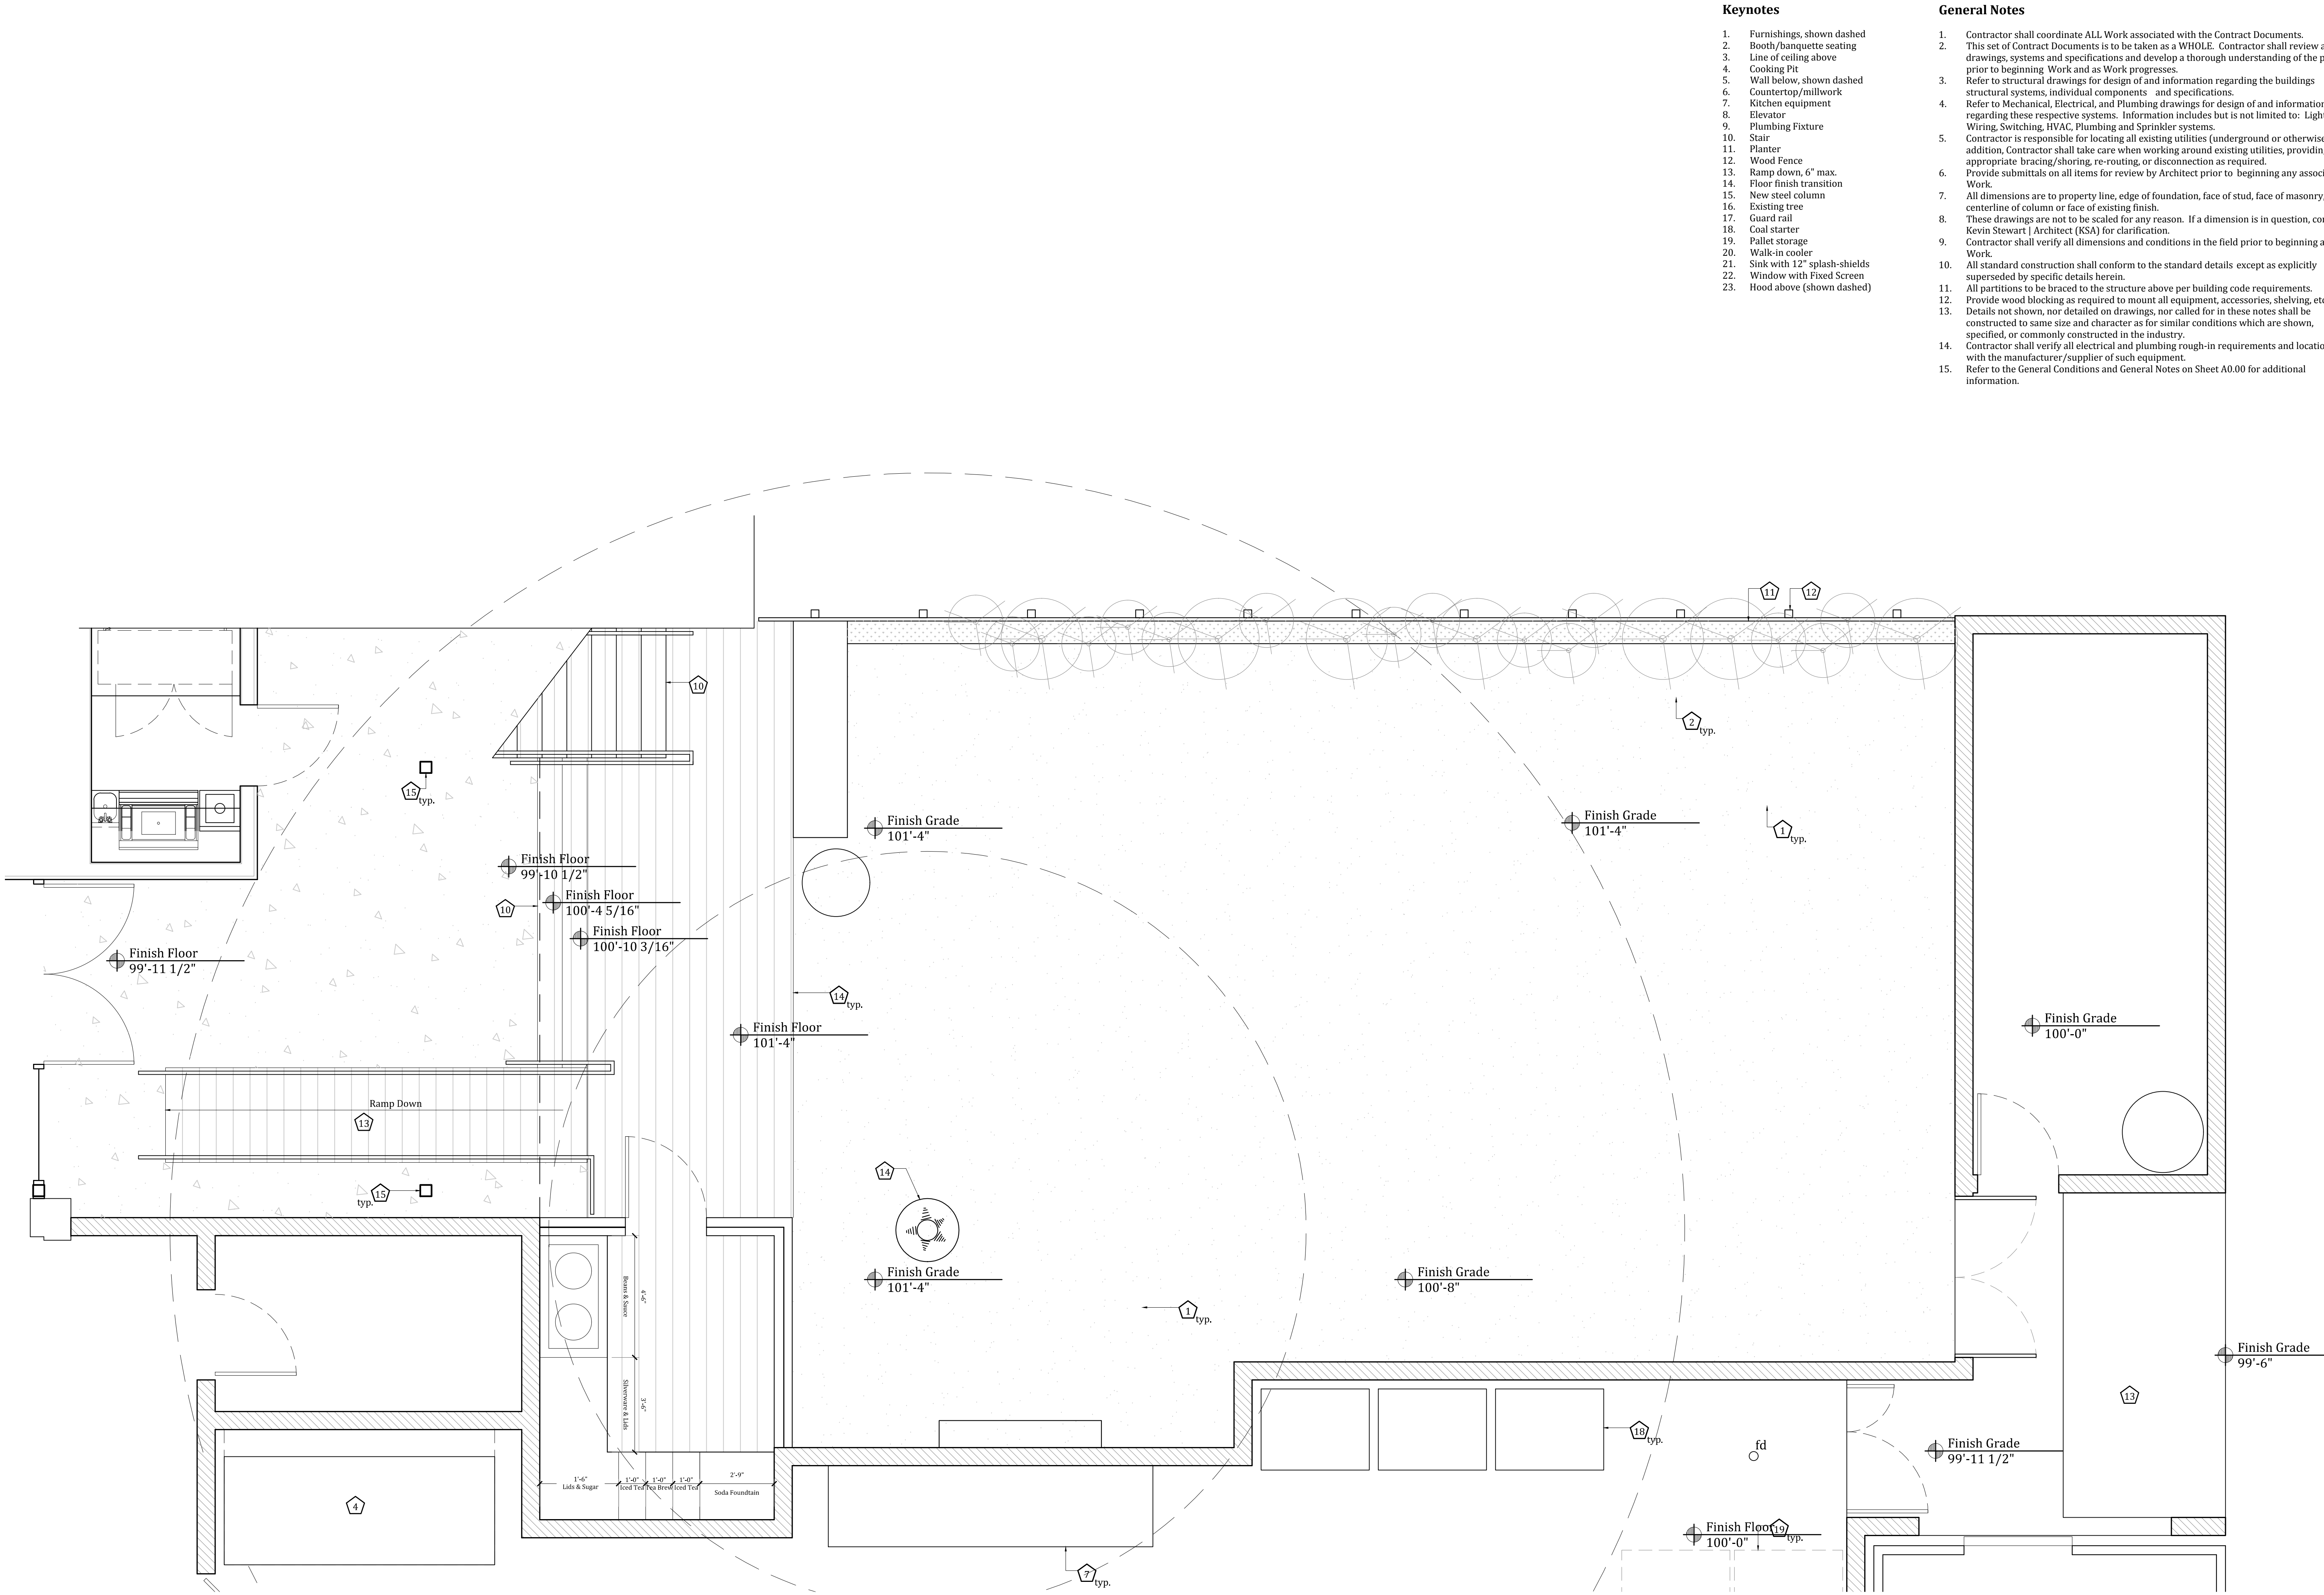 Keynotes
1. Furnishings, shown dashed
2. Booth/banquette seating
3. Line of ceiling above
4. Cooking Pit
5. Wall below, shown dashed
6. Countertop/millwork
7. Kitchen equipment
8. Elevator
9. Plumbing Fixture
10. Stair
11. Planter
12. Wood Fence
13. Ramp down, 6" max.
14. Floor finish transition
15. New steel column
16. Existing tree
17. Guard rail
18. Coal starter
19. Pallet storage
20. Walk-in cooler
21. Sink with 12" splash-shields
22. Window with Fixed Screen
23. Hood above (shown dashed)
General Notes
1. Contractor shall coordinate ALL Work associated with the Contract Documents.
2. This set of Contract Documents is to be taken as a WHOLE. Contractor shall review
drawings, systems and specifications and develop a thorough understanding of the
prior to beginning Work and as Work progresses.
3. Refer to structural drawings for design of and information regarding the buildings
structural systems, individual components and specifications.
4. Refer to Mechanical, Electrical, and Plumbing drawings for design of and information
regarding these respective systems. Information includes but is not limited to:
Wiring, Switching, HVAC, Plumbing and Sprinkler systems.
5. Contractor is responsible for locating all existing utilities (underground or otherwise
addition, Contractor shall take care when working around existing utilities,
appropriate bracing/shoring, re-routing, or disconnection as required.
6. Provide submittals on all items for review by Architect prior to beginning any
Work.
7. All dimensions are to property line, edge of foundation, face of stud, face of masonry,
centerline of column or face of existing finish.
8. These drawings are not to be scaled for any reason. If a dimension is in question,
Kevin Stewart | Architect (KSA) for clarification.
9. Contractor shall verify all dimensions and conditions in the field prior to beginning
Work.
10. All standard construction shall conform to the standard details except as explicitly
superseded by specific details herein.
11. All partitions to be braced to the structure above per building code requirements.
12. Provide wood blocking as required to mount all equipment, accessories, shelving,
13. Details not shown, nor detailed on drawings, nor called for in these notes shall be
constructed to same size and character as for similar conditions which are shown,
specified, or commonly constructed in the industry.
14. Contractor shall verify all electrical and plumbing rough-in requirements and
with the manufacturer/supplier of such equipment.
15. Refer to the General Conditions and General Notes on Sheet A0.00 for additional
information.
11
12
10
2 typ.
15 typ.
Finish Grade
101'-4"
Finish Grade
101'-4"
1 typ.
Finish Floor
99'-10 1/2"
10
Finish Floor
100'-4 5/16"
Finish Floor
100'-10 3/16"
Finish Floor
99'-11 1/2"
14 typ.
Finish Floor
101'-4"
Finish Grade
100'-0"
Ramp Down
13
14
typ. 15
Finish Grade
101'-4"
Finish Grade
100'-8"
1 typ.
Beans & Sauce
4'-6"
Silverware & Lids
3'-6"
Finish Grade
99'-6"
13
18 typ.
fd
Finish Grade
99'-11 1/2"
1'-6"
Lids & Sugar
1'-0"
Iced Tea
1'-0"
Tea Brew
1'-0"
Iced Tea
2'-9"
Soda Foundtain
4
Finish Floor
100'-0"
19 typ.
7 typ.